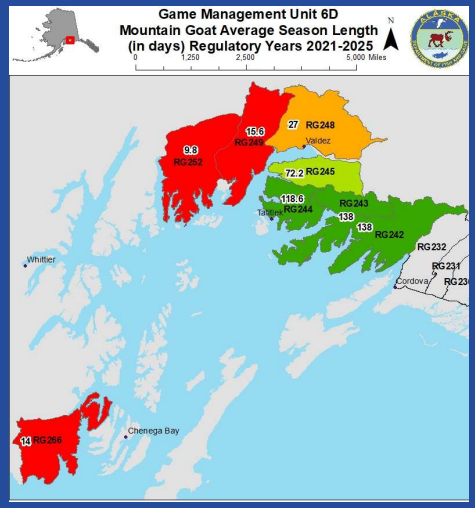 Game Management Unit 6D
Mountain Goat Average Season Length
(in days) Regulatory Years 2021-2025
N
ALASKA
0 1,250 2,500 5,000 Miles
15.6
RG249
27 RG248
Valdez
9.8
RG252
72.2 RG245
118.6
RG243
Tatitlek
RG244
138
138
RG242
RG232
Whittier
RG231
RG230
Cordova
Chenega Bay
14 RG266